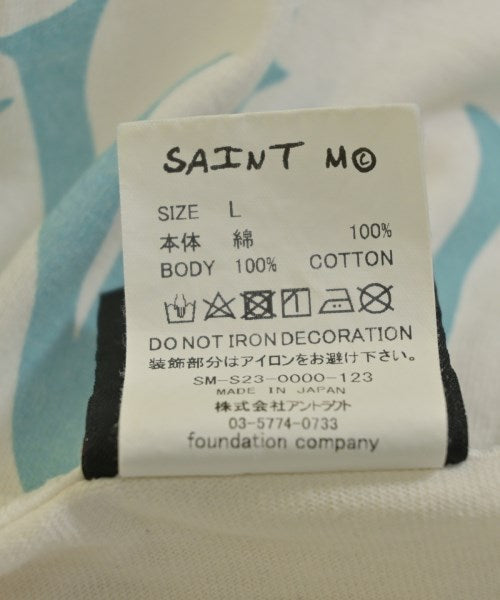 SAINT M©
SIZE L
本体 綿 100%
BODY 100% COTTON
DO NOT IRON DECORATION
装飾部分はアイロンをお避け下さい。
SM-S23-0000-123
MADE IN JAPAN
株式会社アントラクト
03-5774-0733
foundation company